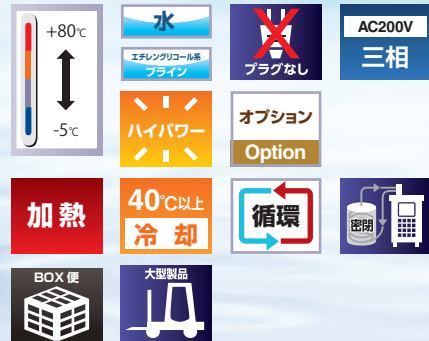 +80℃
-5℃
水
エチレングリコール系
ブライン
プラグなし
AC200V
三相
ハイパワー
オプション
Option
加熱
40℃以上
冷却
循環
密閉
BOX便
大型製品